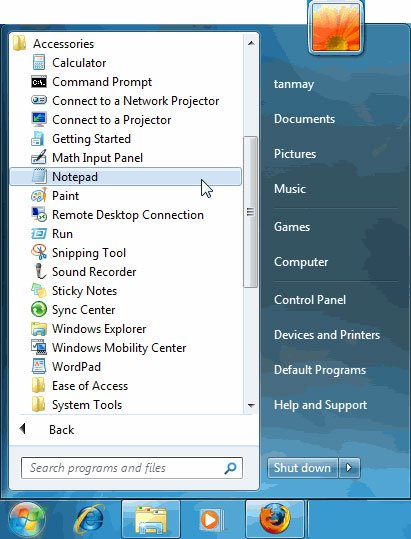 Accessories
Calculator
Command Prompt
Connect to a Network Projector
Connect to a Projector
Getting Started
Math Input Panel
Notepad
Paint
Remote Desktop Connection
Run
Snipping Tool
Sound Recorder
Sticky Notes
Sync Center
Windows Explorer
Windows Mobility Center
WordPad
Ease of Access
System Tools
Back
Search programs and files
tanmay
Documents
Pictures
Music
Games
Computer
Control Panel
Devices and Printers
Default Programs
Help and Support
Shut down